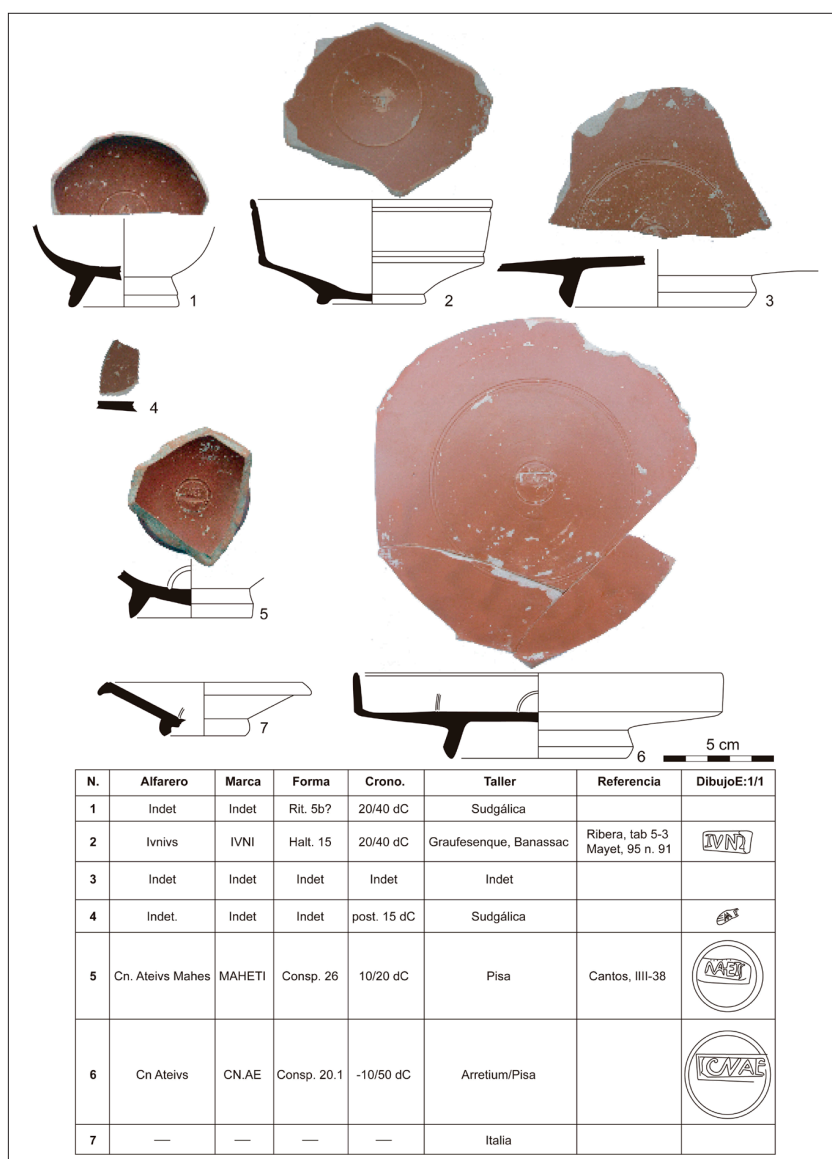 1
2
3
4
5
7
6
5 cm
N. Alfarero Marca Forma Crono. Taller Referencia DibujoE:1/1
1 Indet Indet Rit. 5b? 20/40 dC Sudgálica
2 Ivnivs IVNI Halt. 15 20/40 dC Graufesenque, Banassac Ribera, tab 5-3
Mayet, 95 n. 91
IVNI
3 Indet Indet Indet Indet Indet
4 Indet. Indet Indet post. 15 dC Sudgálica
5 Cn. Ateivs Mahes MAHETI Consp. 26 10/20 dC Pisa Cantos, IIII-38
6 Cn Ateivs CN.AE Consp. 20.1 -10/50 dC Arretium/Pisa CNAE
7 — — — — Italia